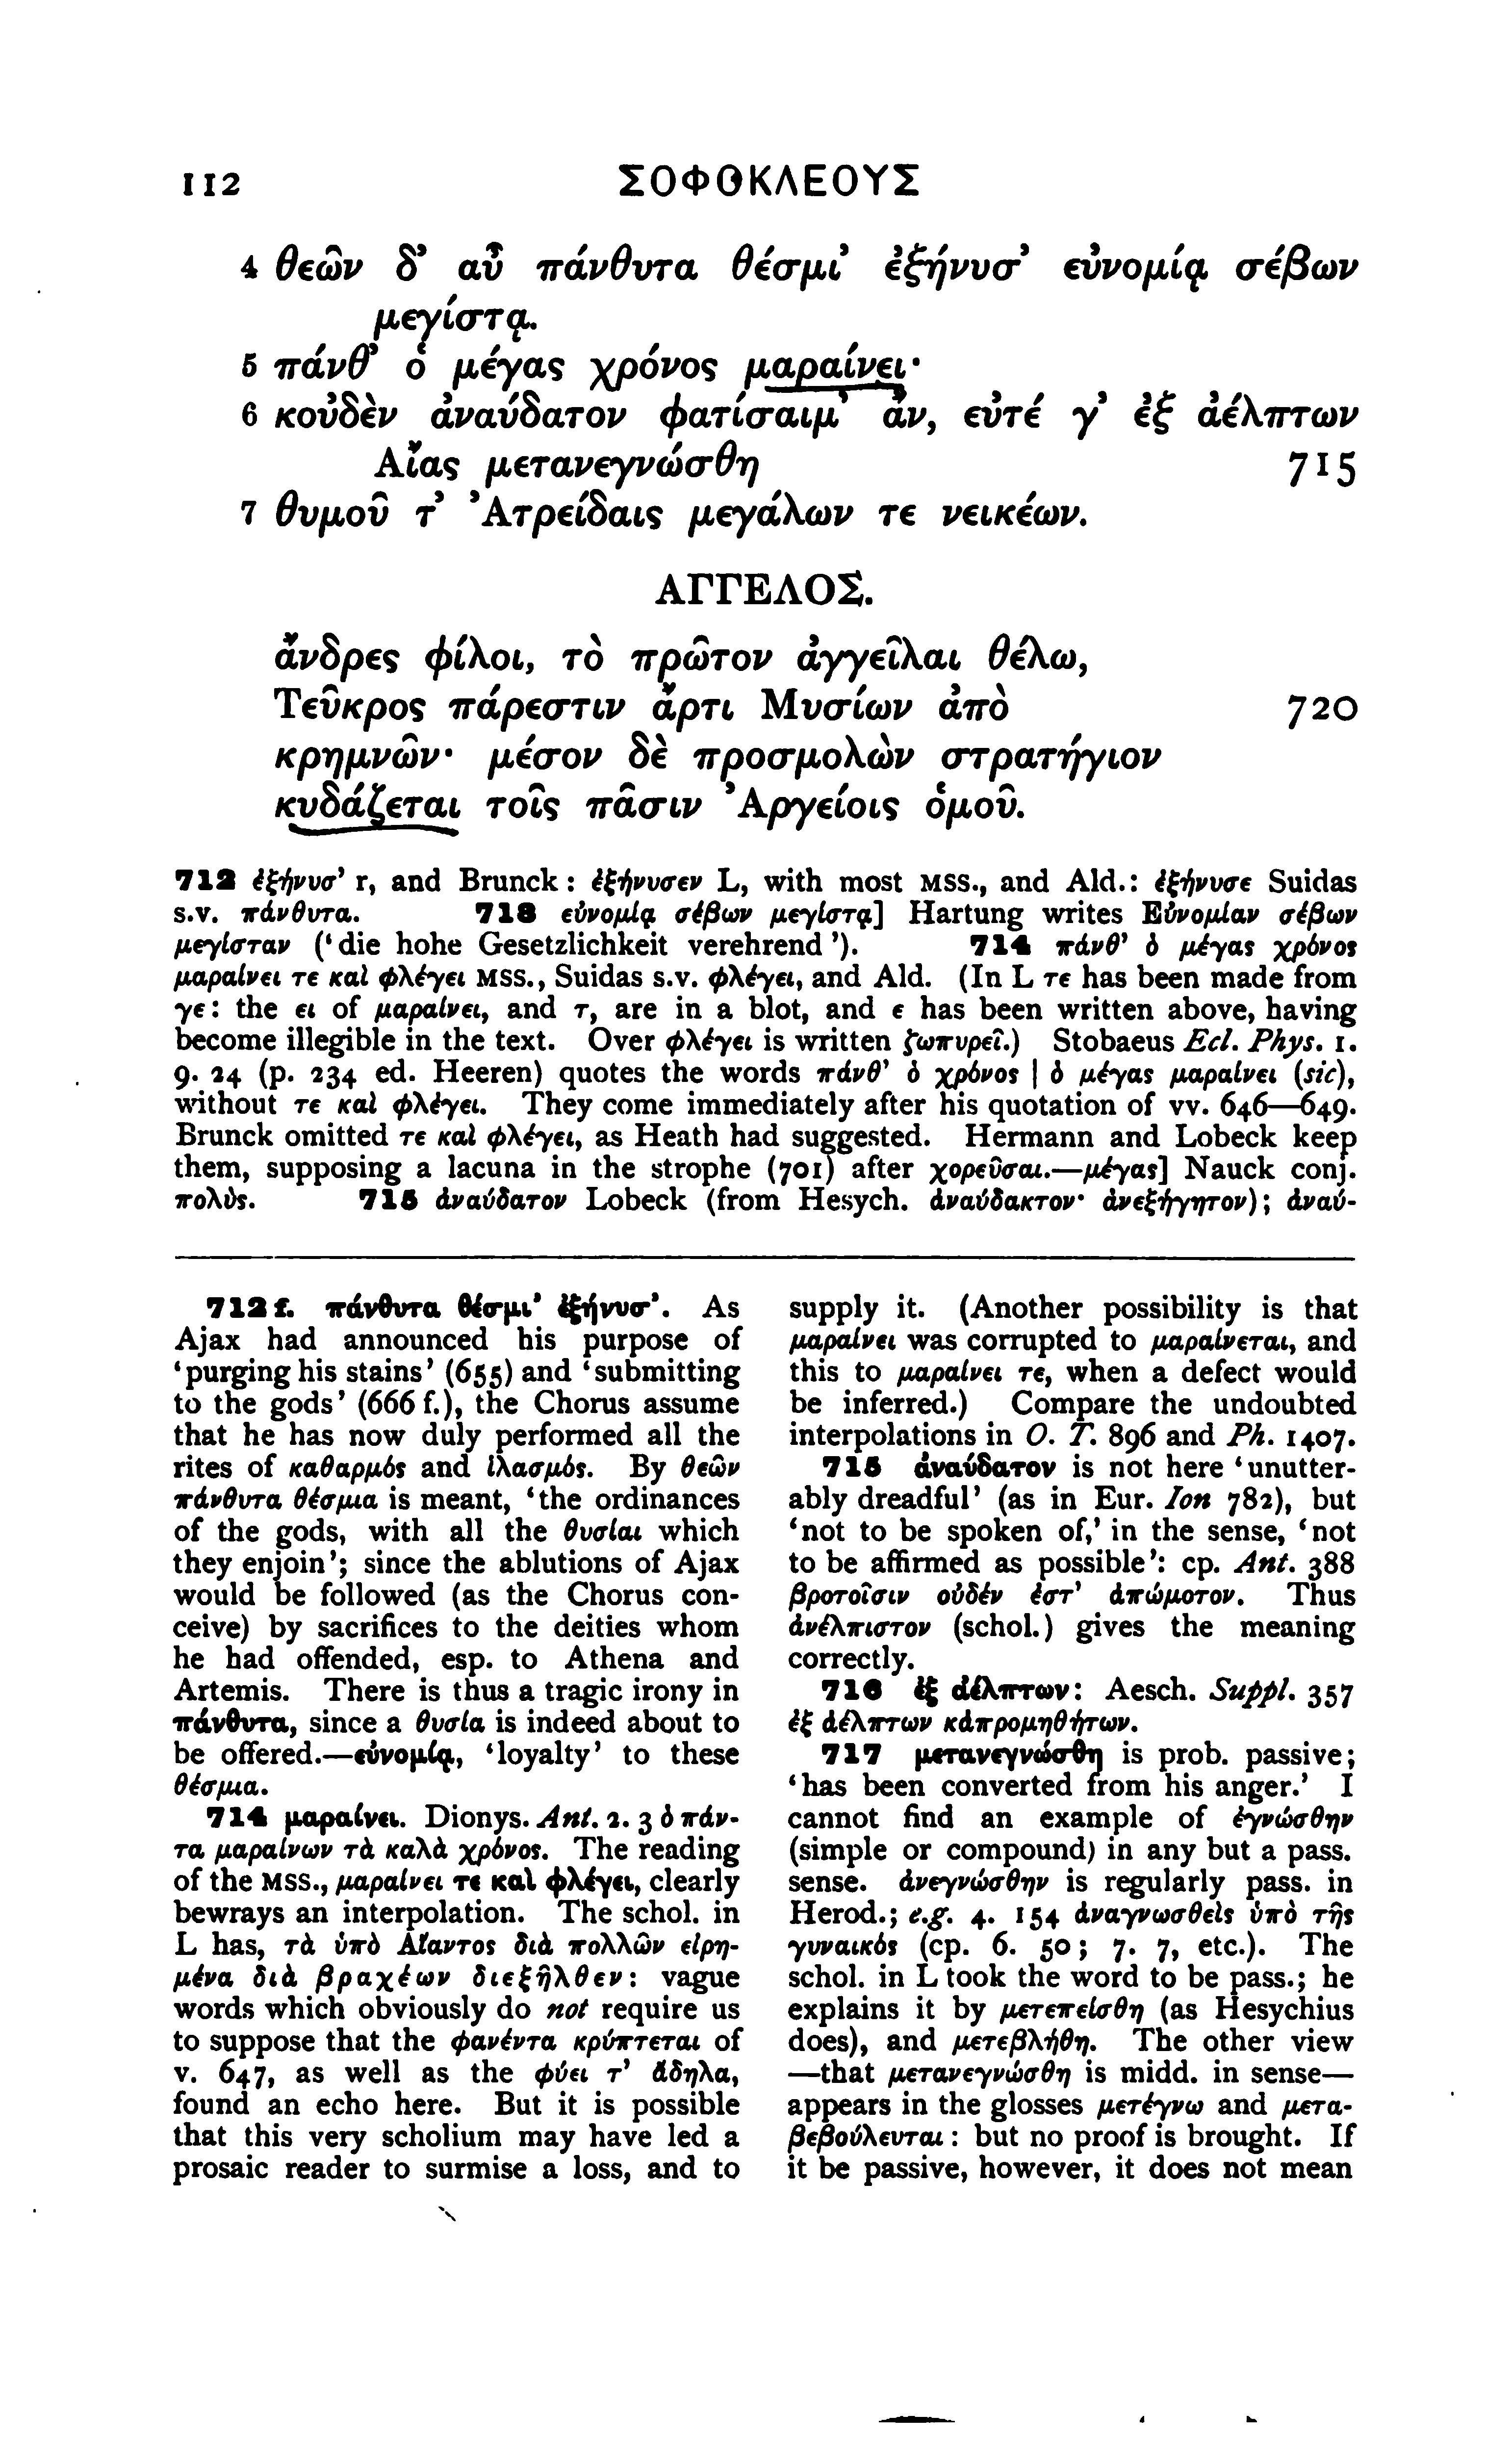 112 ΣΟΦΟΚΛΕΟΥΣ
4 θεῶν δ’ αὖ πάνθυτα θέσμι’ ἐξήνυσ’ εὐνομίᾳ σέβων
μεγίστᾳ.
5 πάνθ’ ὁ μέγας χρόνος μαραίνει·
6 κοὐδὲν ἀναύδατον φατίσαιμ’ ἄν, εὖτέ γ’ ἐξ ἀέλπτων
Αἴας μετανεγνώσθη 715
7 θυμοῦ τ’ Ἀτρείδαις μεγάλων τε νεικέων.
ΑΓΓΕΛΟΣ.
ἄνδρες φίλοι, τὸ πρῶτον ἀγγεῖλαι θέλω,
Τεῦκρος πάρεστιν ἄρτι Μυσίων ἀπὸ 720
κρημνῶν· μέσον δὲ προσμολὼν στρατήγιον
κυδάζεται τοῖς πᾶσιν Ἀργείοις ὁμοῦ.
712 ἐξήνυσ’ r, and Brunck: ἐξήνυσεν L, with most MSS., and Ald.: ἐξήνυσε Suidas
s.v. πάνθυτα. 713 εὐνομίᾳ σέβων μεγίστᾳ] Hartung writes Εὐνομίαν σέβων
μεγίσταν (‘die hohe Gesetzlichkeit verehrend’). 714 πάνθ’ ὁ μέγας χρόνος
μαραίνει τε καὶ φλέγει MSS., Suidas s.v. φλέγει, and Ald. (In L τε has been made from
γε: the ει of μαραίνει, and τ, are in a blot, and ε has been written above, having
become illegible in the text. Over φλέγει is written ζωπυρεῖ.) Stobaeus Ecl. Phys. 1.
9. 24 (p. 234 ed. Heeren) quotes the words πάνθ’ ὁ χρόνος | ὁ μέγας μαραίνει (sic),
without τε καὶ φλέγει. They come immediately after his quotation of vv. 646—649.
Brunck omitted τε καὶ φλέγει, as Heath had suggested. Hermann and Lobeck keep
them, supposing a lacuna in the strophe (701) after χορεῦσαι.—μέγας] Nauck conj.
πολὺς. 715 ἀναύδατον Lobeck (from Hesych. ἀναύδακτον· ἀνεξήγητον); ἀναύ-
712 f. πάνθυτα θέσμι’ ἐξήνυσ’. As
Ajax had announced his purpose of
‘purging his stains’ (655) and ‘submitting
to the gods’ (666 f.), the Chorus assume
that he has now duly performed all the
rites of καθαρμός and ἱλασμός. By θεῶν
πάνθυτα θέσμια is meant, ‘the ordinances
of the gods, with all the θυσίαι which
they enjoin’; since the ablutions of Ajax
would be followed (as the Chorus con-
ceive) by sacrifices to the deities whom
he had offended, esp. to Athena and
Artemis. There is thus a tragic irony in
πάνθυτα, since a θυσία is indeed about to
be offered.—εὐνομίᾳ, ‘loyalty’ to these
θέσμια.
714 μαραίνει. Dionys. Ant. 2. 3 ὁ πάν-
τα μαραίνων τὰ καλὰ χρόνος. The reading
of the MSS., μαραίνει τε καὶ φλέγει, clearly
bewrays an interpolation. The schol. in
L has, τὰ ὑπὸ Αἴαντος διὰ πολλῶν εἰρη-
μένα διὰ βραχέων διεξῆλθεν: vague
words which obviously do not require us
to suppose that the φανέντα κρύπτεται of
v. 647, as well as the φύει τ’ ἄδηλα,
found an echo here. But it is possible
that this very scholium may have led a
prosaic reader to surmise a loss, and to
supply it. (Another possibility is that
μαραίνει was corrupted to μαραίνεται, and
this to μαραίνει τε, when a defect would
be inferred.) Compare the undoubted
interpolations in O. T. 896 and Ph. 1407.
715 ἀναύδατον is not here ‘unutter-
ably dreadful’ (as in Eur. Ion 782), but
‘not to be spoken of,’ in the sense, ‘not
to be affirmed as possible’: cp. Ant. 388
βροτοῖσιν οὐδέν ἐστ’ ἀπώμοτον. Thus
ἀνέλπιστον (schol.) gives the meaning
correctly.
716 ἐξ ἀέλπτων: Aesch. Suppl. 357
ἐξ ἀέλπτων κἀπρομηθήτων.
717 μετανεγνώσθη is prob. passive;
‘has been converted from his anger.’ I
cannot find an example of ἐγνώσθην
(simple or compound) in any but a pass.
sense. ἀνεγνώσθην is regularly pass. in
Herod.; e.g. 4. 154 ἀναγνωσθεὶς ὑπὸ τῆς
γυναικός (cp. 6. 50; 7. 7, etc.). The
schol. in L took the word to be pass.; he
explains it by μετεπείσθη (as Hesychius
does), and μετεβλήθη. The other view
—that μετανεγνώσθη is midd. in sense—
appears in the glosses μετέγνω and μετα-
βεβούλευται: but no proof is brought. If
it be passive, however, it does not mean